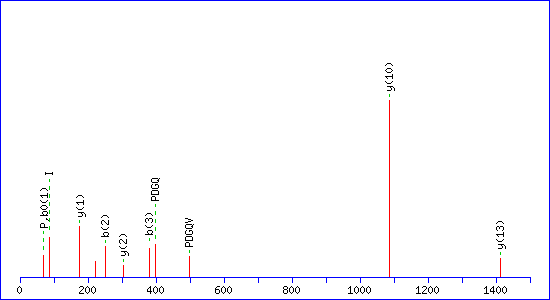 P,b0(1)
I
y(1)
b(2)
y(2)
b(3)
PDGQ
PDGQV
y(10)
y(13)
0 200 400 600 800 1000 1200 1400